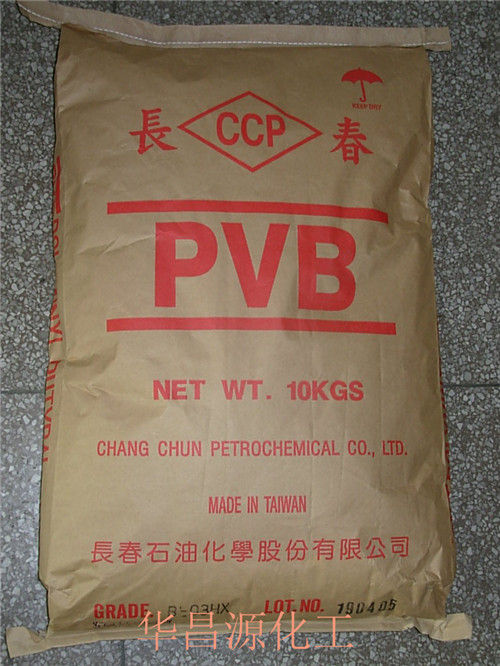 KEEP DRY
長 CCP 春
PVB
NET WT. 10KGS
CHANG CHUN PETROCHEMICAL CO., LTD.
MADE IN TAIWAN
長春石油化學股份有限公司
GRADE LOT.NO. 190405
华昌源化工